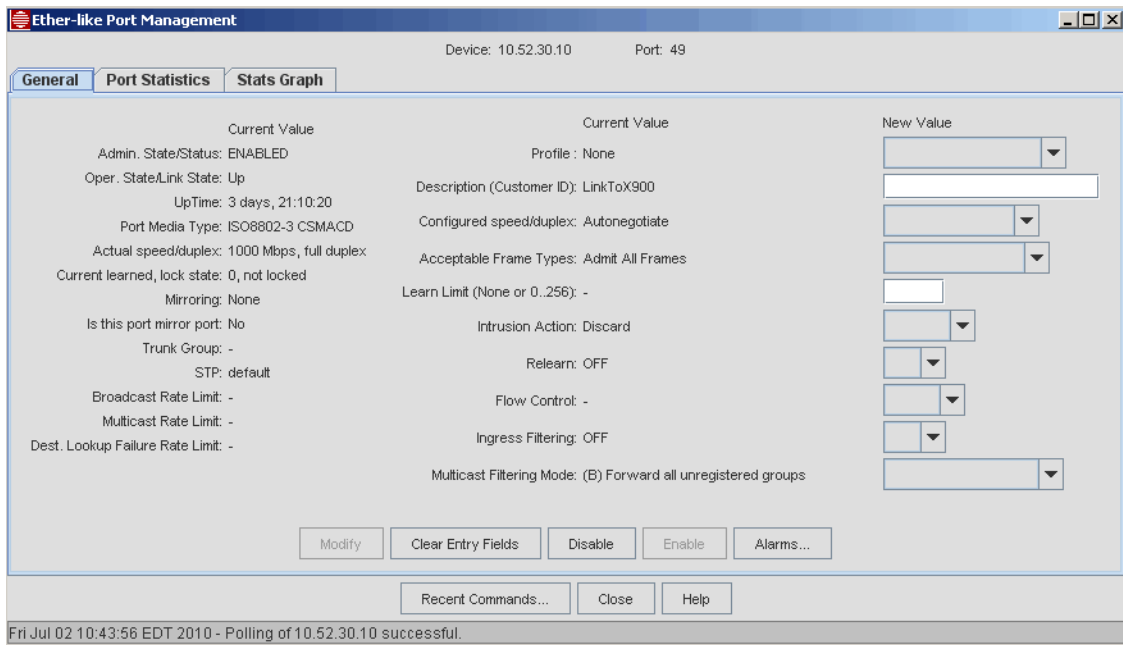 Ether-like Port Management
Device: 10.52.30.10 Port: 49
General Port Statistics Stats Graph
Current Value
Admin. State/Status: ENABLED
Oper. State/Link State: Up
UpTime: 3 days, 21:10:20
Port Media Type: ISO8802-3 CSMACD
Actual speed/duplex: 1000 Mbps, full duplex
Current learned, lock state: 0, not locked
Mirroring: None
Is this port mirror port: No
Trunk Group: -
STP: default
Broadcast Rate Limit: -
Multicast Rate Limit: -
Dest. Lookup Failure Rate Limit: -
Current Value New Value
Profile : None
Description (Customer ID): LinkToX900
Configured speed/duplex: Autonegotiate
Acceptable Frame Types: Admit All Frames
Learn Limit (None or 0..256): -
Intrusion Action: Discard
Relearn: OFF
Flow Control: -
Ingress Filtering: OFF
Multicast Filtering Mode: (B) Forward all unregistered groups
Modify Clear Entry Fields Disable Enable Alarms...
Recent Commands... Close Help
Fri Jul 02 10:43:56 EDT 2010 - Polling of 10.52.30.10 successful.